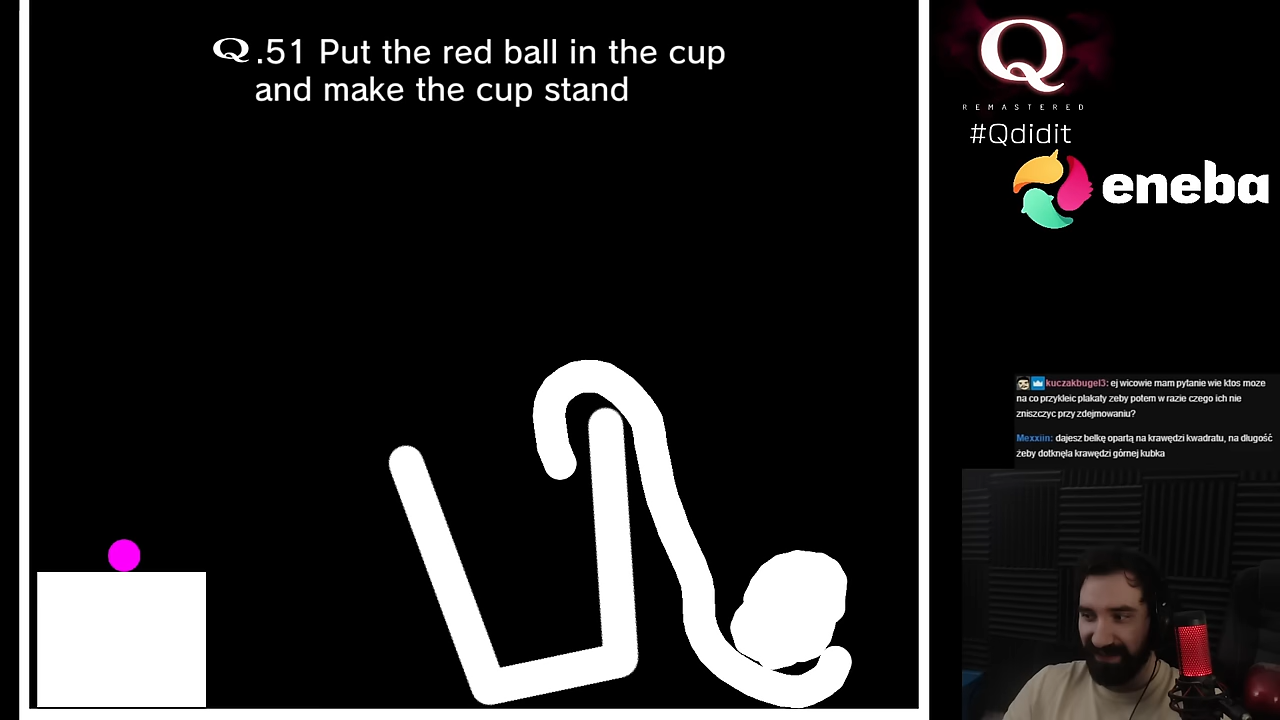 Q.51 Put the red ball in the cup
and make the cup stand
Q
REMASTERED
#Qdidit
eneba
kuczakbugel3: ej wicowie mam pytanie wie ktos moze
na co przykleic plakaty zeby potem w razie czego ich nie
zniszczyc przy zdejmowaniu?
Mexxiin: dajesz belkę opartą na krawędzi kwadratu, na długość
żeby dotknęła krawędzi górnej kubka